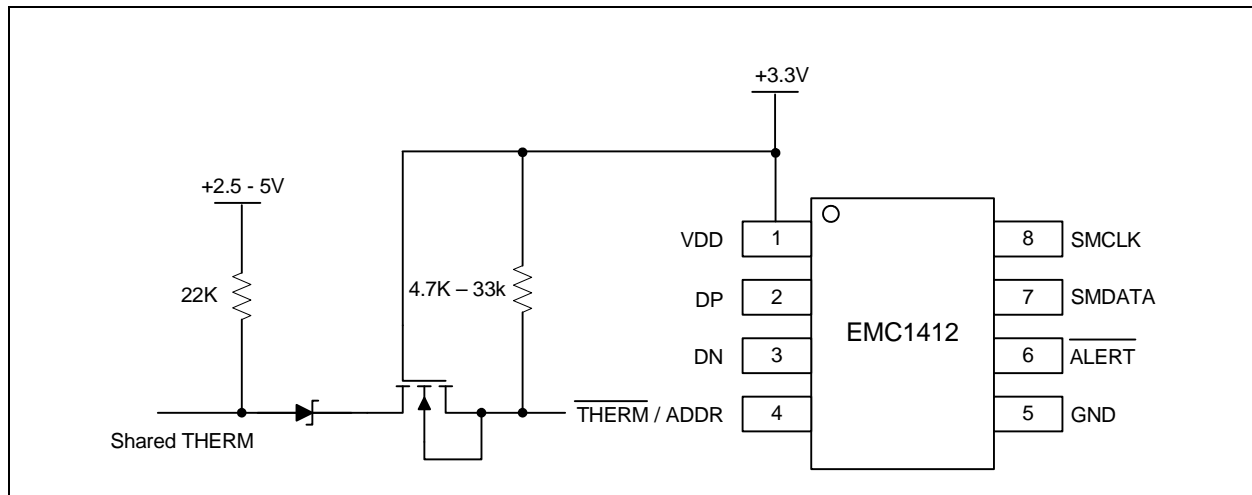 +3.3V
+2.5 - 5V
22K
4.7K – 33k
Shared THERM
THERM / ADDR
VDD
DP
DN
1
2
3
4
EMC1412
8
7
6
5
SMCLK
SMDATA
ALERT
GND